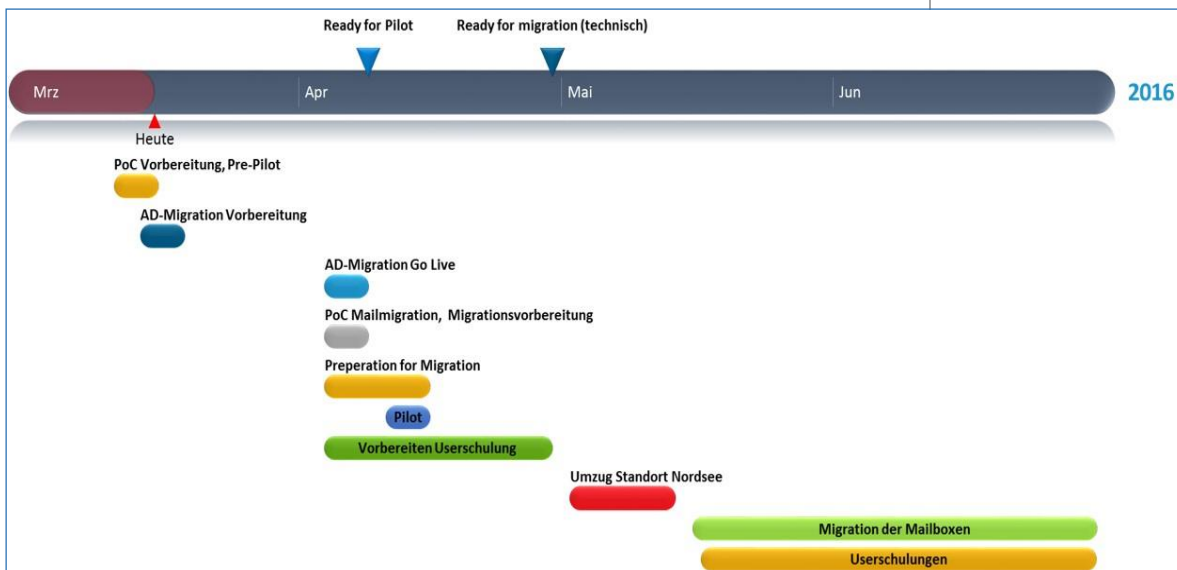 Ready for Pilot
Ready for migration (technisch)
Mrz
Apr
Mai
Jun
2016
Heute
PoC Vorbereitung, Pre-Pilot
AD-Migration Vorbereitung
AD-Migration Go Live
PoC Mailmigration, Migrationsvorbereitung
Preperation for Migration
Pilot
Vorbereiten Userschulung
Umzug Standort Nordsee
Migration der Mailboxen
Userschulungen